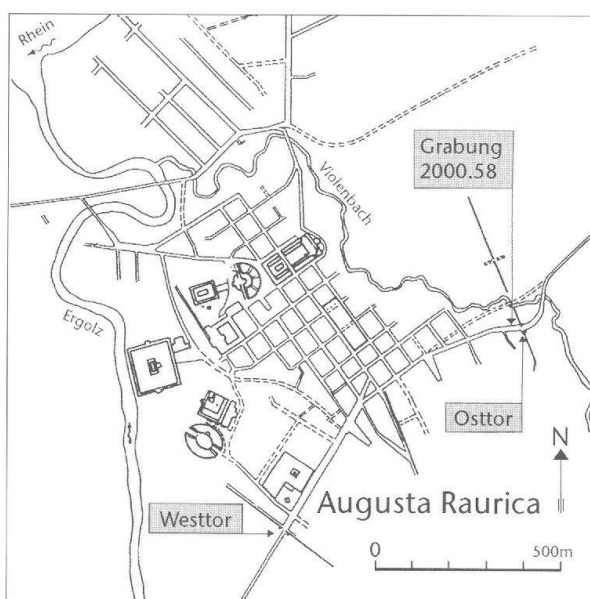 Rhein
Grabung
2000.58
Violenbach
Ergolz
Osttor
N
Augusta Raurica
Westtor
0
500m